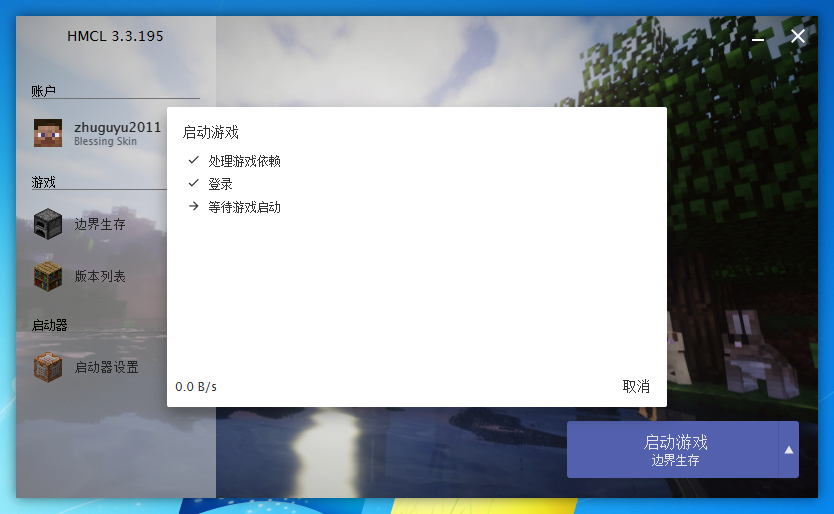 HMCL 3.3.195
账户
zhuguyu2011
Blessing Skin
游戏
边界生存
版本列表
启动器
启动器设置
启动游戏
处理游戏依赖
登录
等待游戏启动
0.0 B/s
取消
启动游戏
边界生存